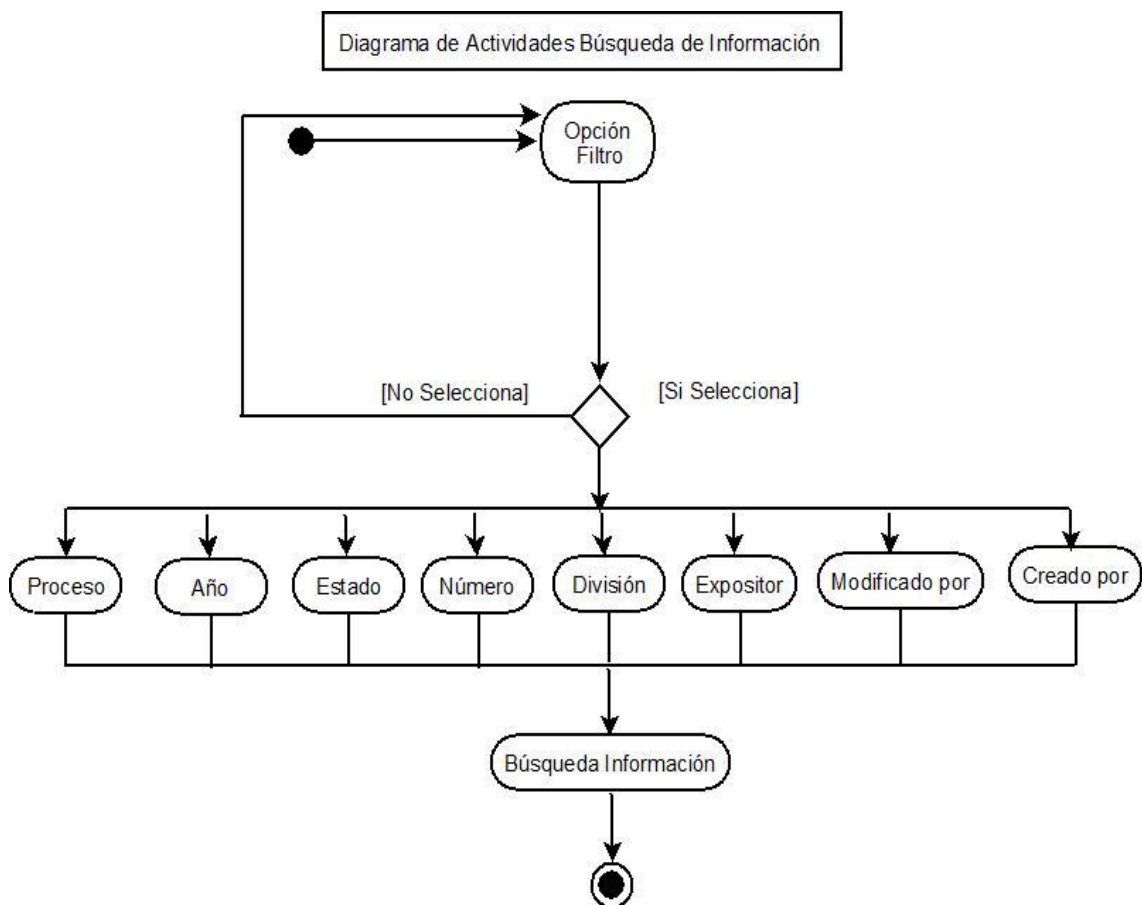 Diagrama de Actividades Búsqueda de Información
Opción
Filtro
[No Selecciona]
[Si Selecciona]
Proceso
Año
Estado
Número
División
Expositor
Modificado por
Creado por
Búsqueda Información